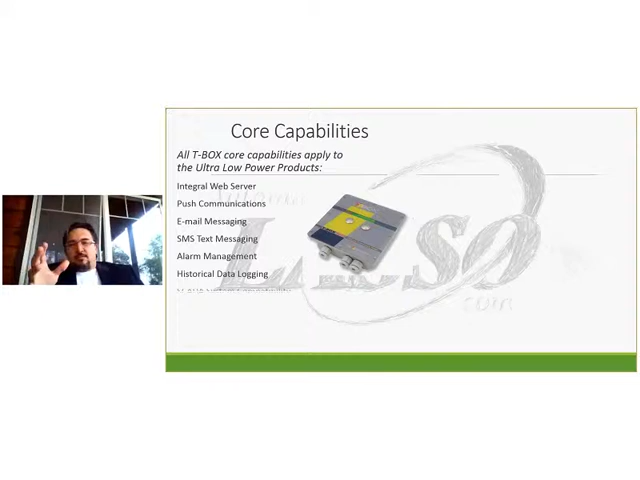 Core Capabilities
All T-BOX core capabilities apply to
the Ultra Low Power Products:
Integral Web Server
Push Communications
E-mail Messaging
SMS Text Messaging
Alarm Management
Historical Data Logging